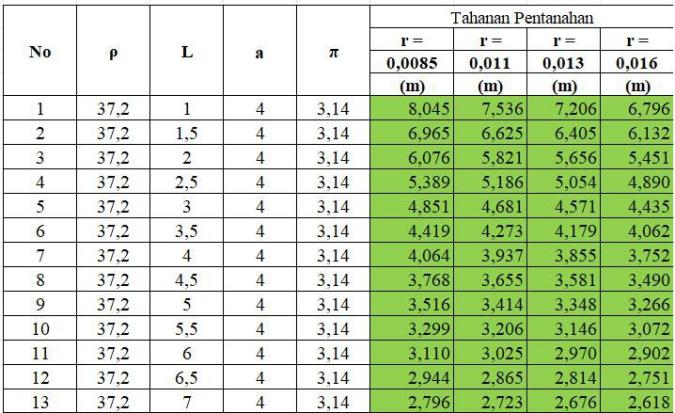 Tahanan Pentanahan
No ρ L a π r = r = r = r =
0,0085 0,011 0,013 0,016
(m) (m) (m) (m)
1 37,2 1 4 3,14 8,045 7,536 7,206 6,796
2 37,2 1,5 4 3,14 6,965 6,625 6,405 6,132
3 37,2 2 4 3,14 6,076 5,821 5,656 5,451
4 37,2 2,5 4 3,14 5,389 5,186 5,054 4,890
5 37,2 3 4 3,14 4,851 4,681 4,571 4,435
6 37,2 3,5 4 3,14 4,419 4,273 4,179 4,062
7 37,2 4 4 3,14 4,064 3,937 3,855 3,752
8 37,2 4,5 4 3,14 3,768 3,655 3,581 3,490
9 37,2 5 4 3,14 3,516 3,414 3,348 3,266
10 37,2 5,5 4 3,14 3,299 3,206 3,146 3,072
11 37,2 6 4 3,14 3,110 3,025 2,970 2,902
12 37,2 6,5 4 3,14 2,944 2,865 2,814 2,751
13 37,2 7 4 3,14 2,796 2,723 2,676 2,618